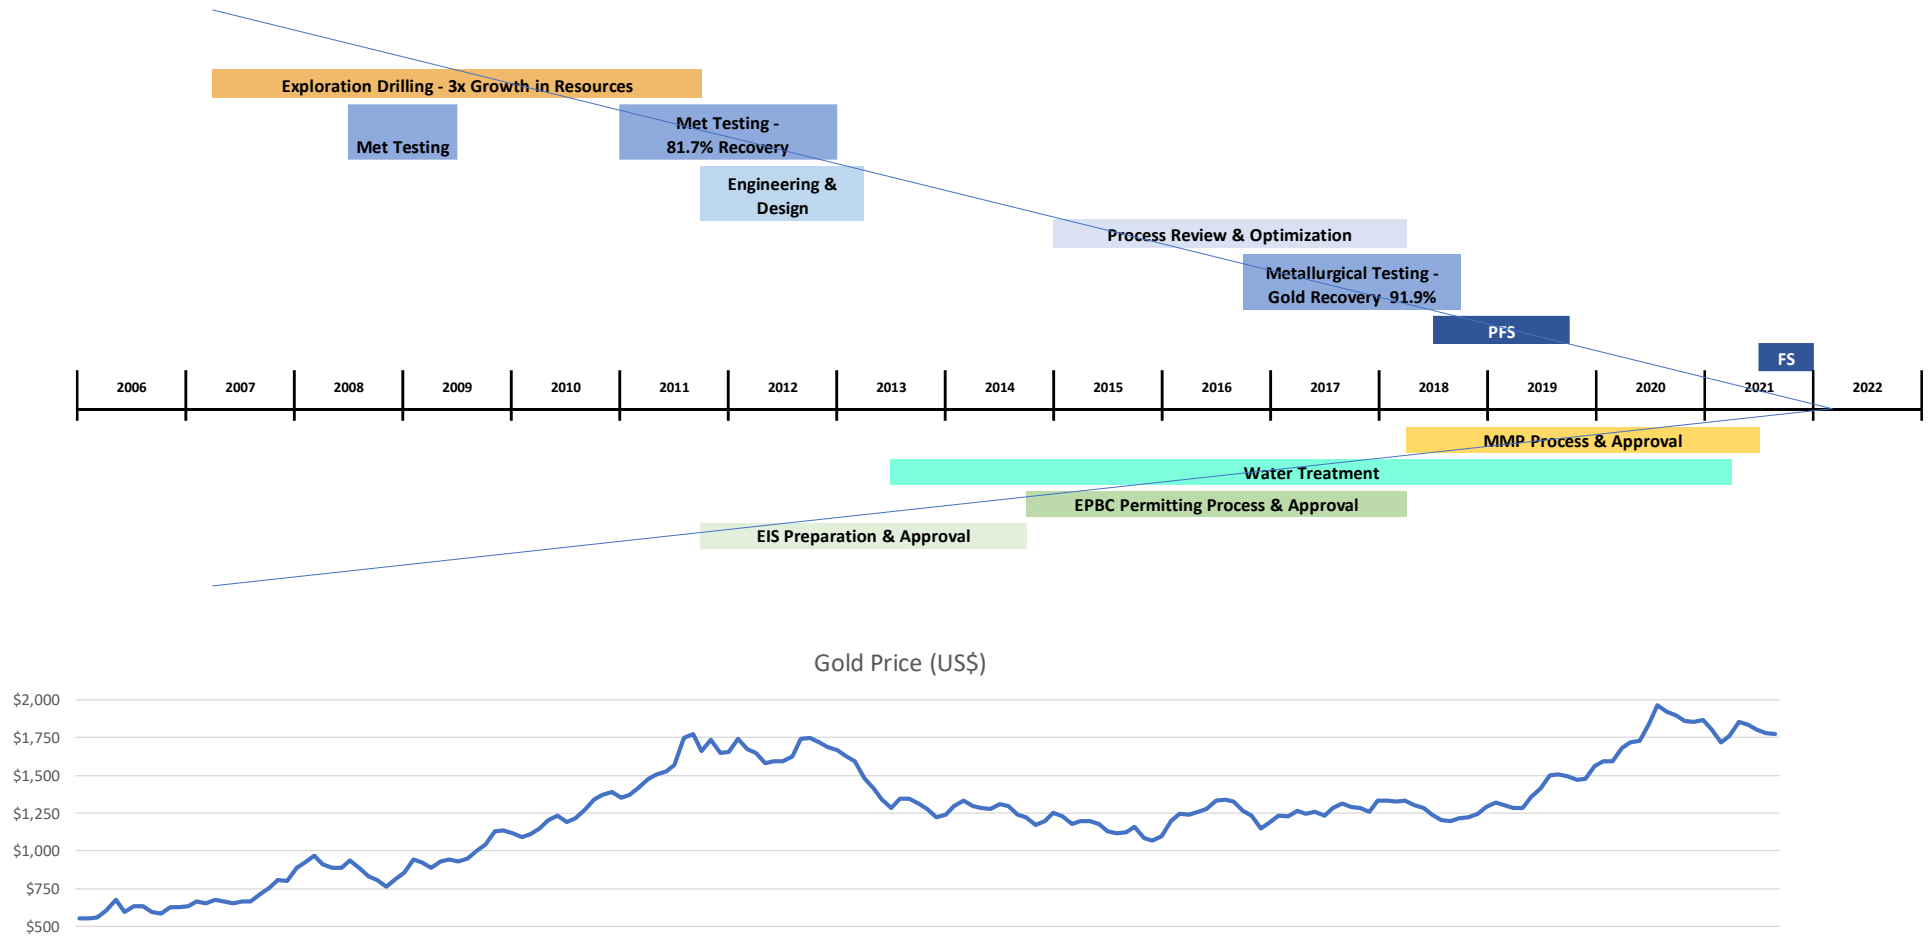 Exploration Drilling - 3x Growth in Resources
Met Testing
Met Testing -
81.7% Recovery
Engineering &
Design
Process Review & Optimization
Metallurgical Testing -
Gold Recovery 91.9%
PFS
FS
2006 2007 2008 2009 2010 2011 2012 2013 2014 2015 2016 2017 2018 2019 2020 2021 2022
MMP Process & Approval
Water Treatment
EPBC Permitting Process & Approval
EIS Preparation & Approval
Gold Price (US$)
$2,000
$1,750
$1,500
$1,250
$1,000
$750
$500